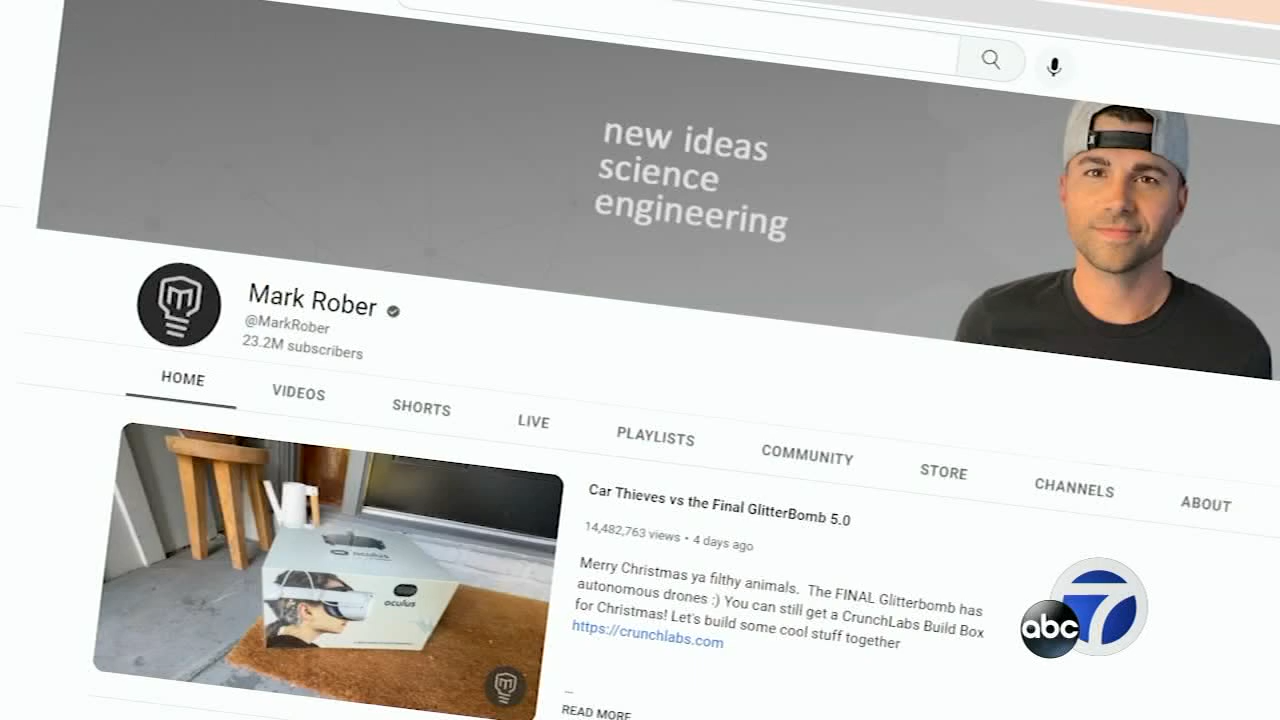 new ideas
science
engineering
Mark Rober
@MarkRober
23.2M subscribers
HOME
VIDEOS
SHORTS
LIVE
PLAYLISTS
COMMUNITY
STORE
CHANNELS
ABOUT
Car Thieves vs the Final GlitterBomb 5.0
14,482,763 views • 4 days ago
Merry Christmas ya filthy animals. The FINAL Glitterbomb has
autonomous drones :) You can still get a CrunchLabs Build Box
for Christmas! Let's build some cool stuff together
https://crunchlabs.com
READ MORE
oculus
oculus
abc 7